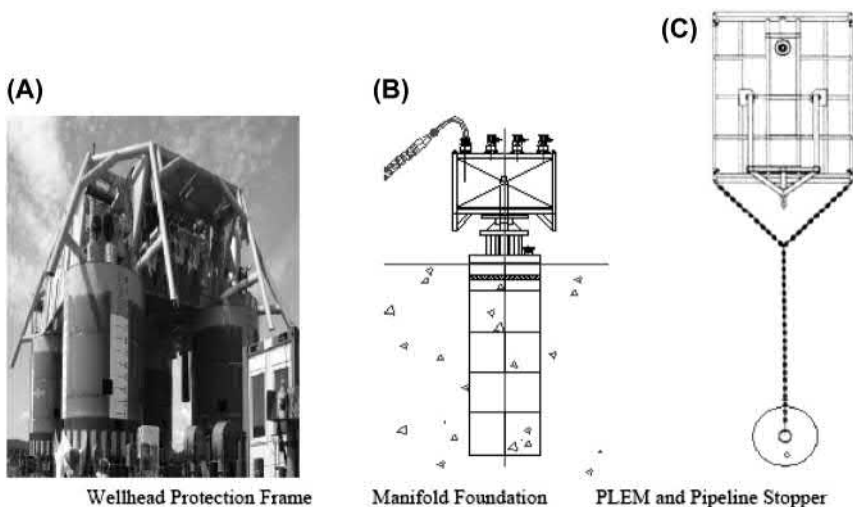 (A)
(B)
(C)
Wellhead Protection Frame
Manifold Foundation
PLEM and Pipeline Stopper